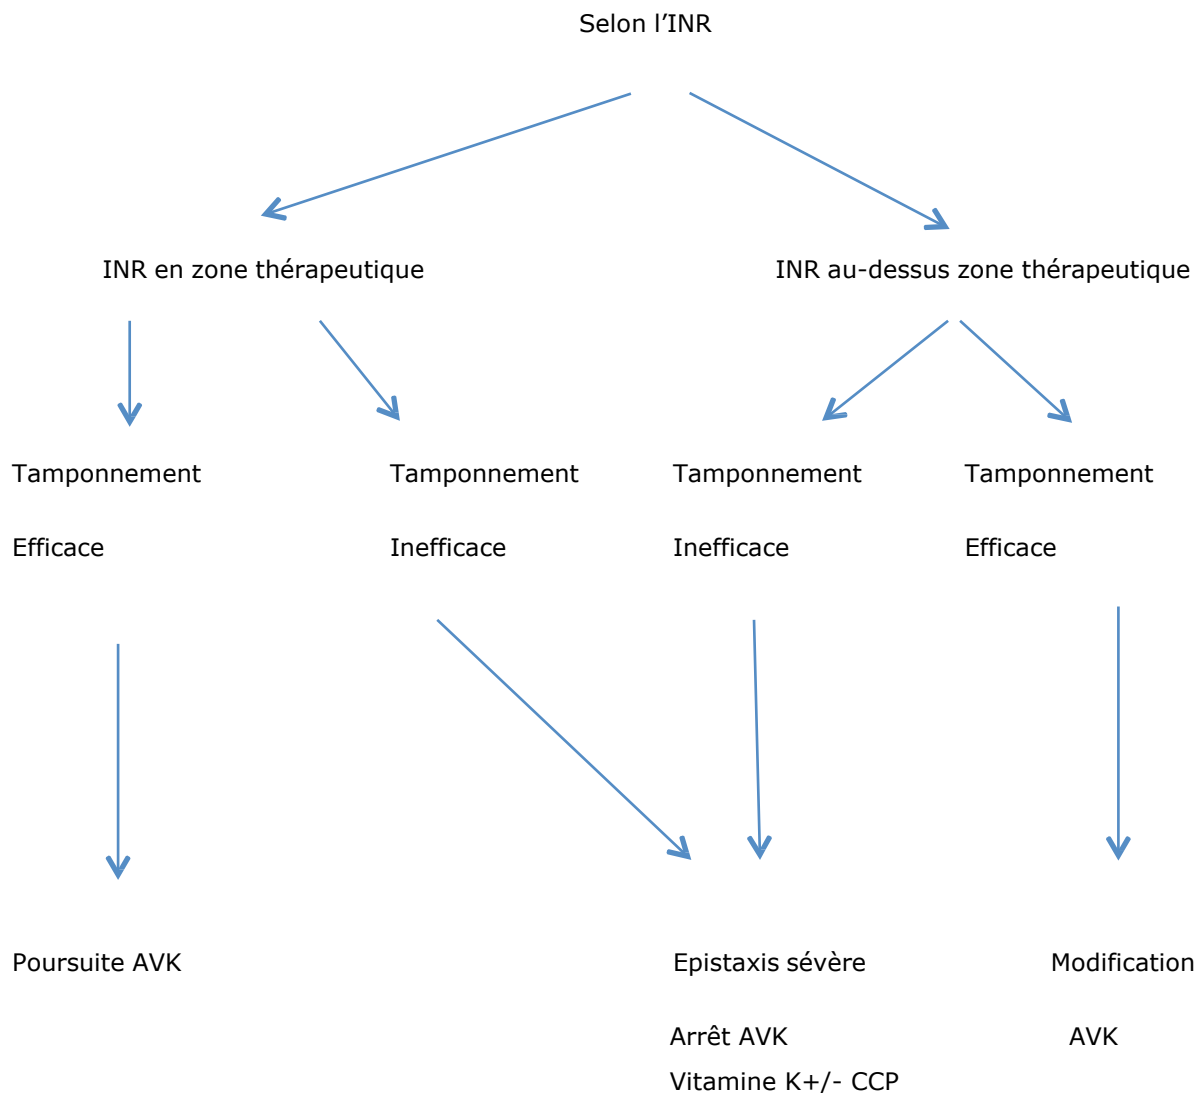 Selon l’INR
INR en zone thérapeutique
INR au-dessus zone thérapeutique
Tamponnement
Efficace
Tamponnement
Inefficace
Tamponnement
Inefficace
Tamponnement
Efficace
Poursuite AVK
Epistaxis sévère
Arrêt AVK
Vitamine K+/- CCP
Modification
AVK